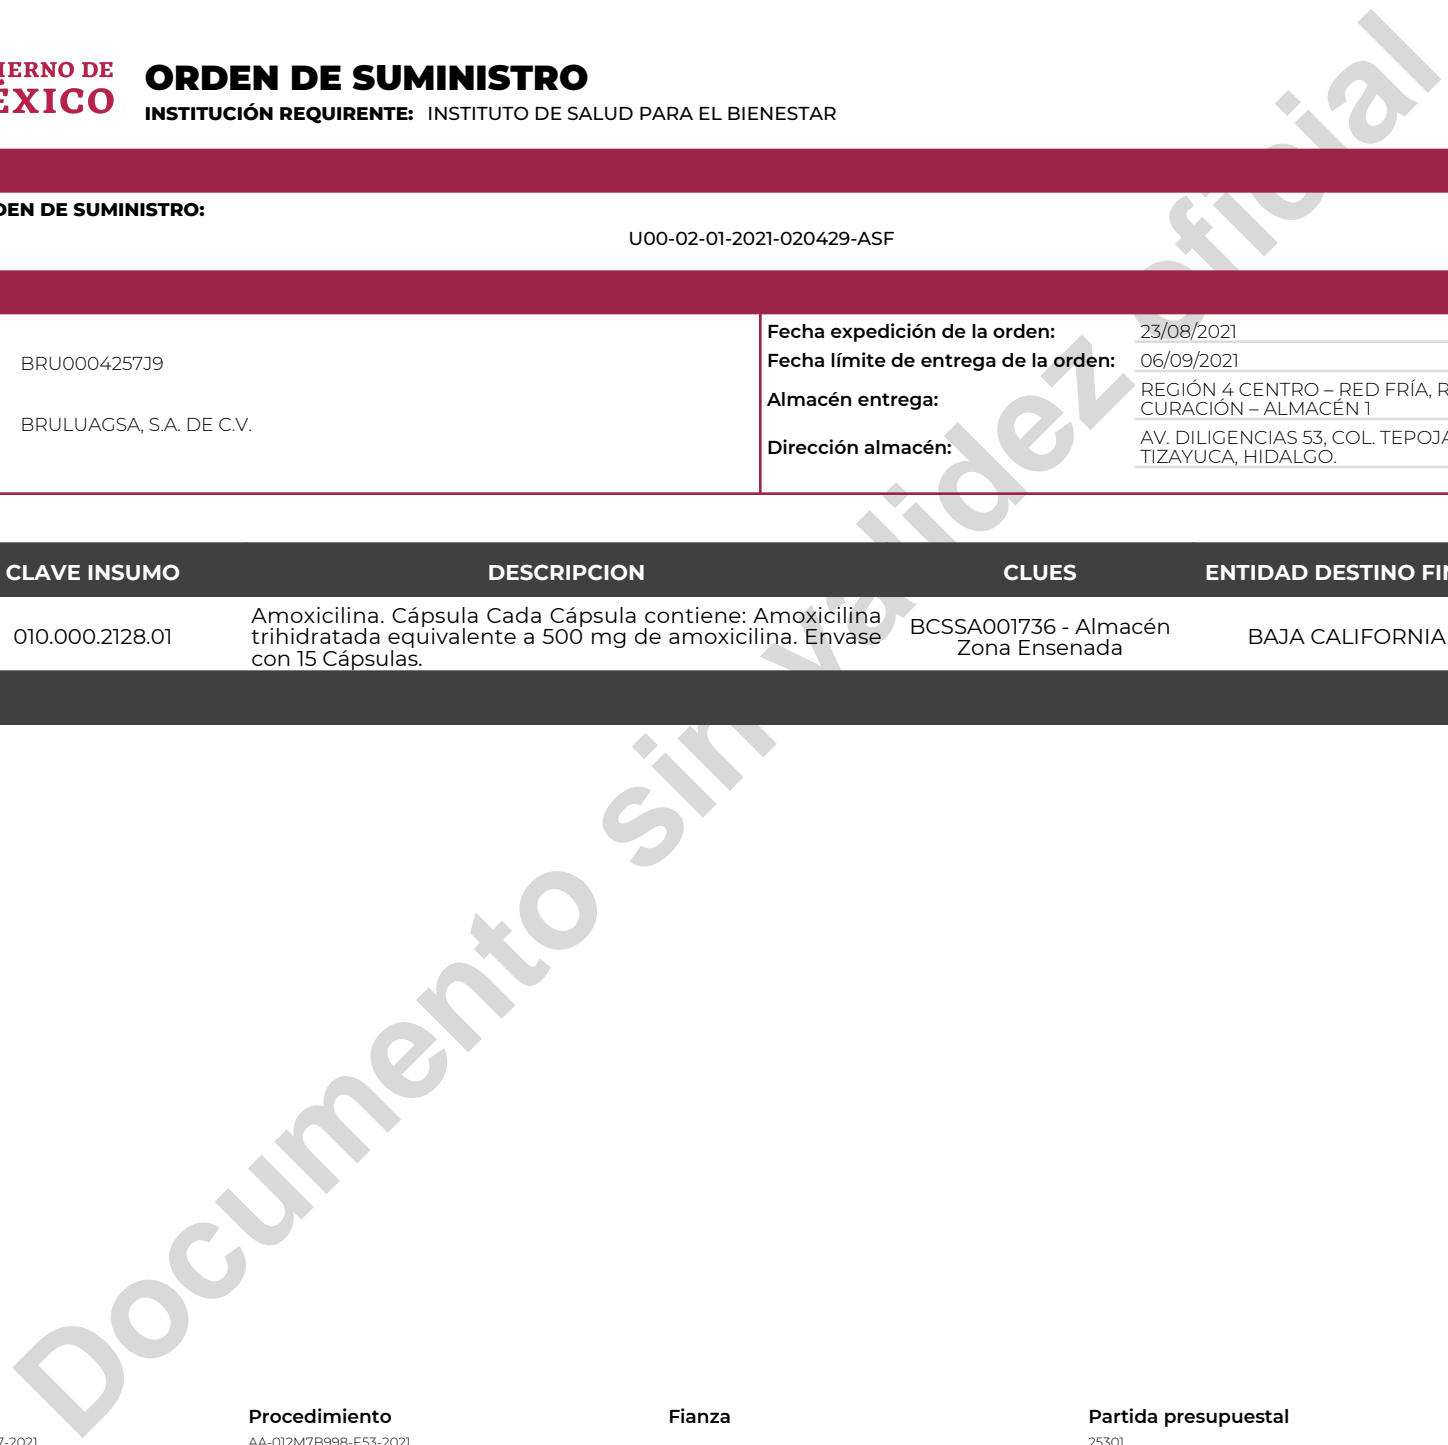 ORDEN DE SUMINISTRO
INSTITUCIÓN REQUIRENTE: INSTITUTO DE SALUD PARA EL BIENESTAR
DE
DE SUMINISTRO:
U00-02-01-2021-020429-ASF
BRU0004257J9
BRULUAGSA, S.A. DE C.V.
Fecha expedición de la orden: 23/08/2021
Fecha límite de entrega de la orden: 06/09/2021
Almacén entrega: REGIÓN 4 CENTRO – RED FRÍA,
CURACIÓN – ALMACÉN 1
Dirección almacén: AV. DILIGENCIAS 53, COL.
TIZAYUCA, HIDALGO.
CLAVE INSUMO DESCRIPCION CLUES ENTIDAD DESTINO
010.000.2128.01
Amoxicilina. Cápsula Cada Cápsula contiene: Amoxicilina
trihidratada equivalente a 500 mg de amoxicilina. Envase
con 15 Cápsulas.
BCSSA001736 - Almacén
Zona Ensenada
BAJA CALIFORNIA
Documento sin validez oficial
Procedimiento Fianza Partida presupuestal
AA-012M7B998-E53-2021 25301